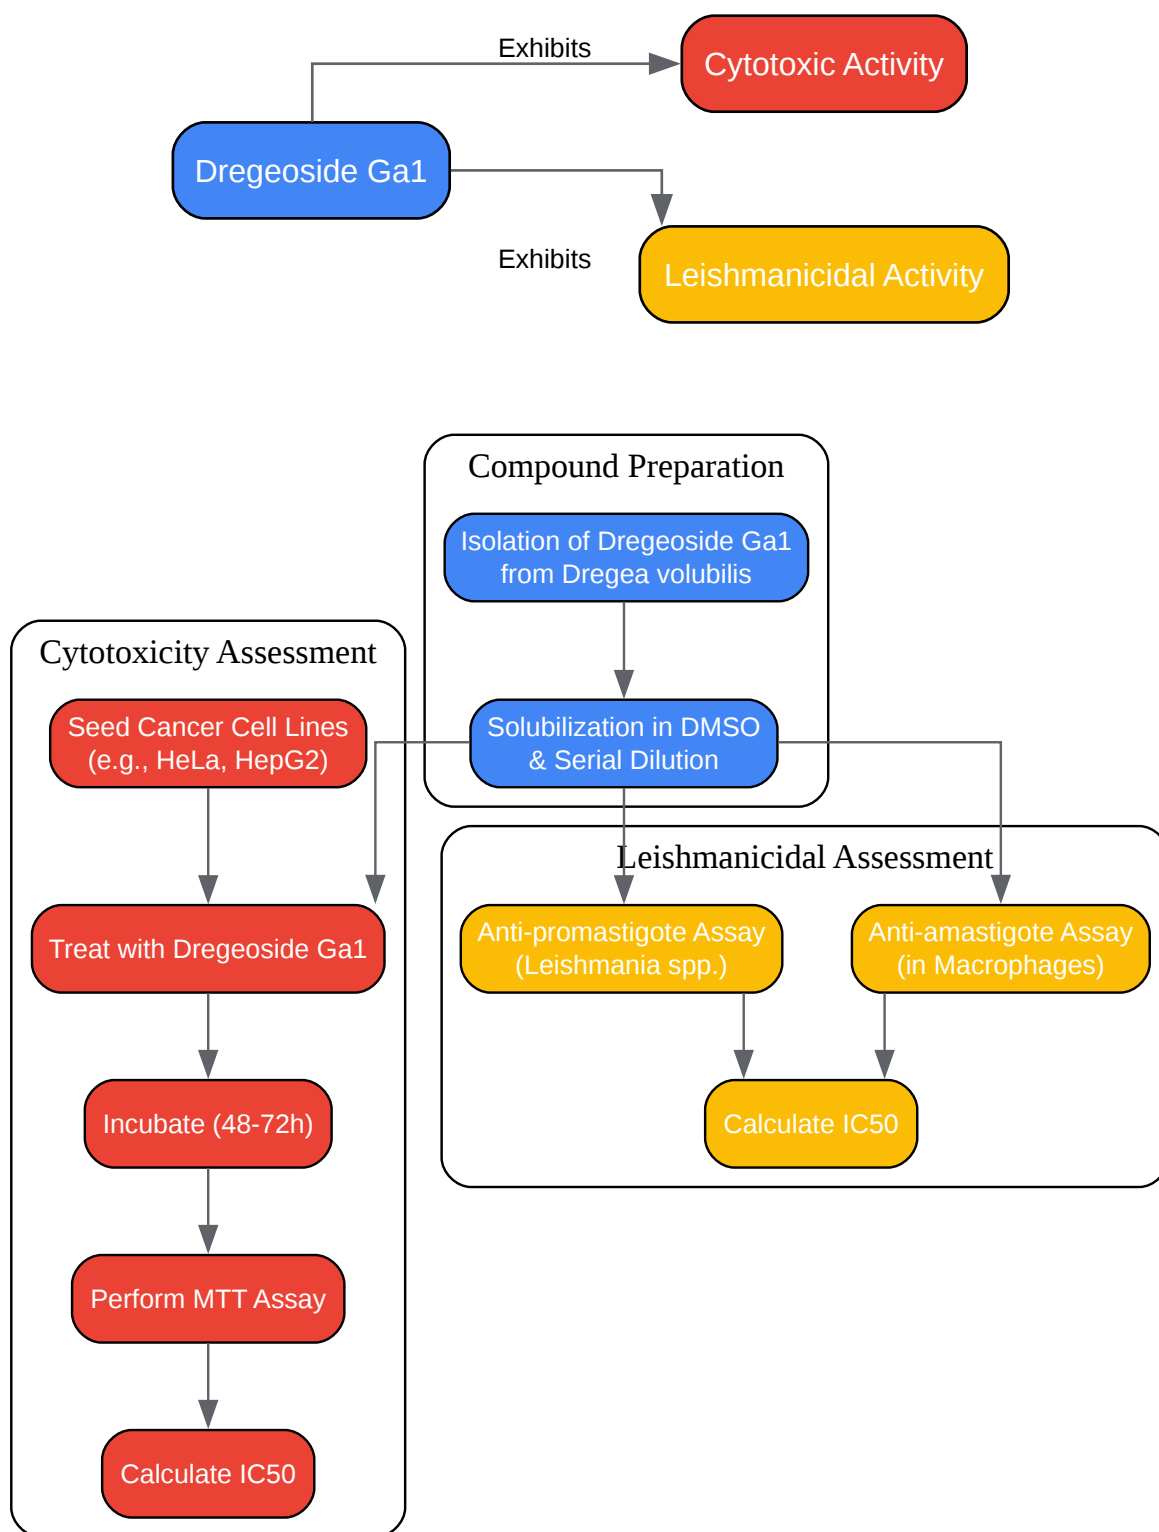 Exhibits
Cytotoxic Activity
Dregeoside Ga1
Exhibits
Leishmanicidal Activity
Compound Preparation
Isolation of Dregeoside Ga1
from Dregea volubilis
Solubilization in DMSO
& Serial Dilution
Cytotoxicity Assessment
Seed Cancer Cell Lines
(e.g., HeLa, HepG2)
Treat with Dregeoside Ga1
Incubate (48-72h)
Perform MTT Assay
Calculate IC50
Leishmanicidal Assessment
Anti-promastigote Assay
(Leishmania spp.)
Anti-amastigote Assay
(in Macrophages)
Calculate IC50